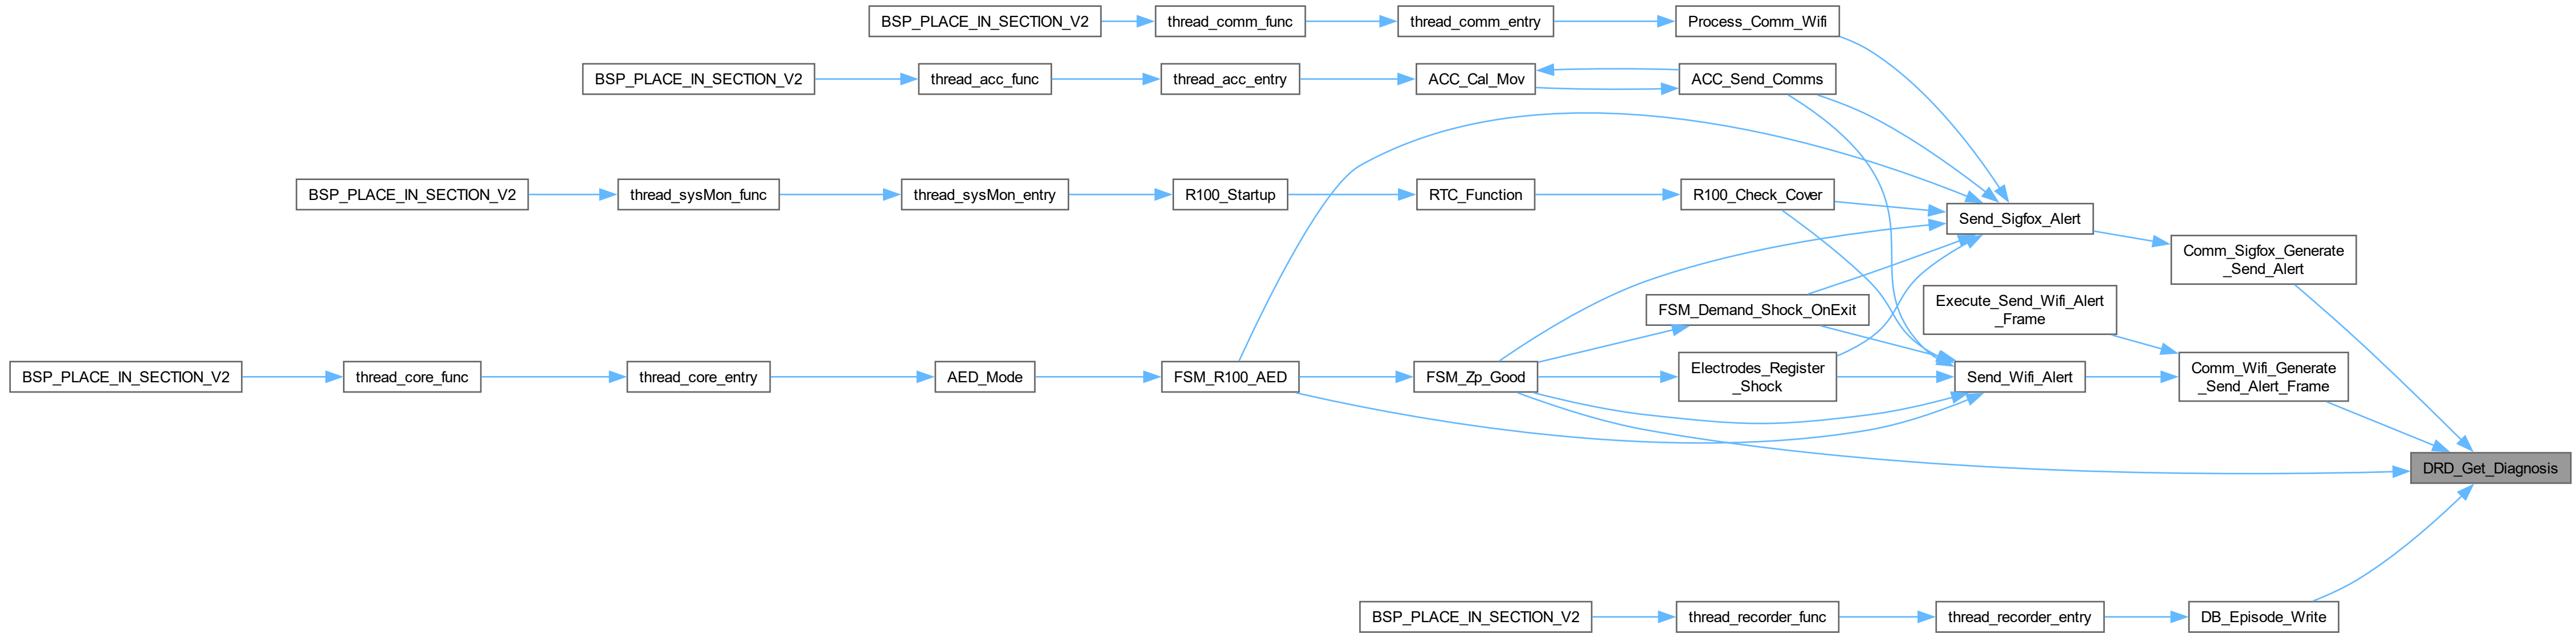 BSP_PLACE_IN_SECTION_V2
thread_comm_func
thread_comm_entry
Process_Comm_Wifi
BSP_PLACE_IN_SECTION_V2
thread_acc_func
thread_acc_entry
ACC_Cal_Mov
ACC_Send_Comms
BSP_PLACE_IN_SECTION_V2
thread_sysMon_func
thread_sysMon_entry
R100_Startup
RTC_Function
R100_Check_Cover
Send_Sigfox_Alert
Comm_Sigfox_Generate
_Send_Alert
FSM_Demand_Shock_OnExit
Execute_Send_Wifi_Alert
_Frame
BSP_PLACE_IN_SECTION_V2
thread_core_func
thread_core_entry
AED_Mode
FSM_R100_AED
FSM_Zp_Good
Electrodes_Register
_Shock
Send_Wifi_Alert
Comm_Wifi_Generate
_Send_Alert_Frame
DRD_Get_Diagnosis
BSP_PLACE_IN_SECTION_V2
thread_recorder_func
thread_recorder_entry
DB_Episode_Write